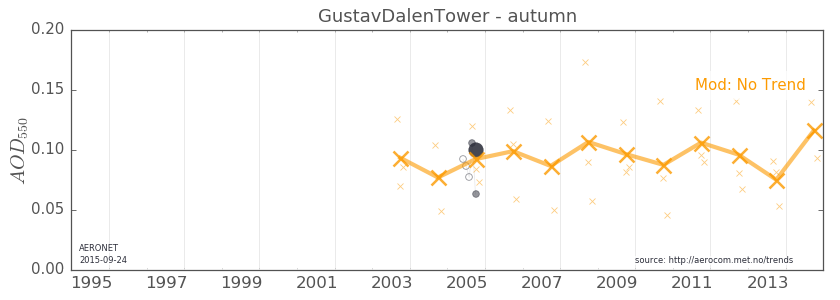 GustavDalenTower - autumn
0.20
0.15
0.10
0.05
0.00
AOD550
Mod: No Trend
AERONET
2015-09-24
source: http://aerocom.met.no/trends
1995 1997 1999 2001 2003 2005 2007 2009 2011 2013